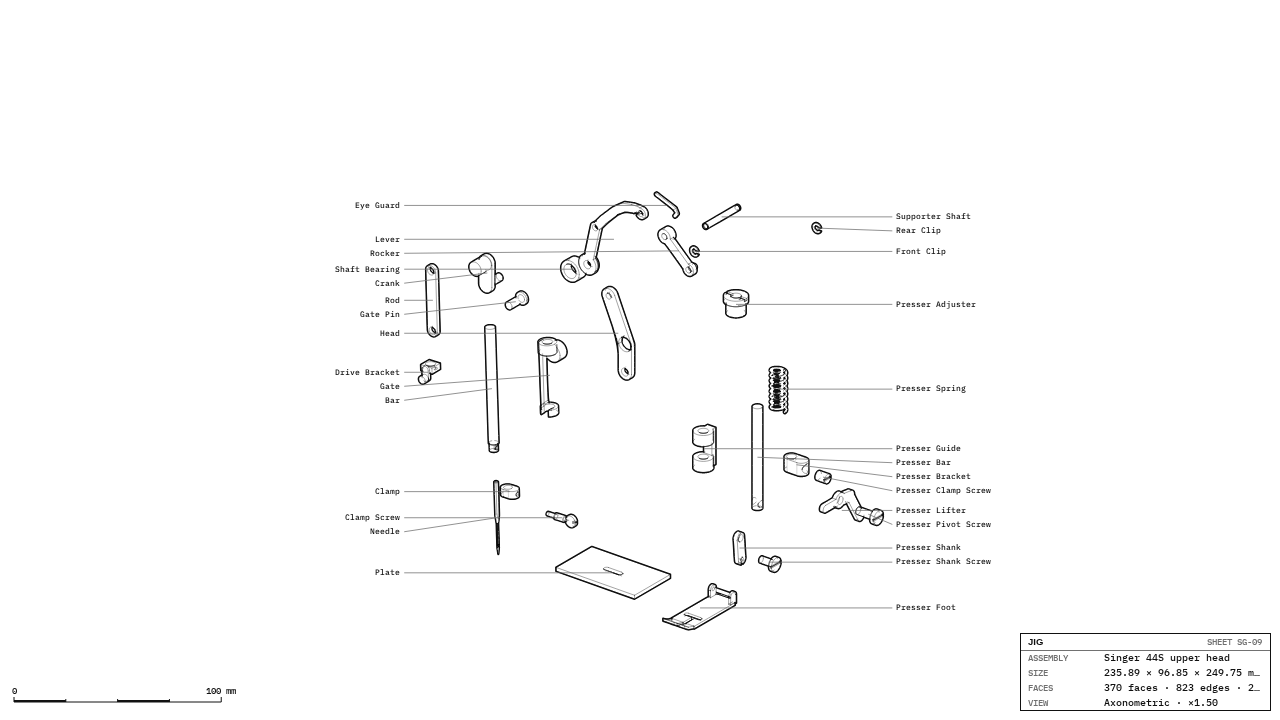 Eye Guard
Lever
Rocker
Shaft Bearing
Crank
Rod
Gate Pin
Head
Drive Bracket
Gate
Bar
Clamp
Clamp Screw
Needle
Plate
Supporter Shaft
Rear Clip
Front Clip
Presser Adjuster
Presser Spring
Presser Guide
Presser Bar
Presser Bracket
Presser Clamp Screw
Presser Lifter
Presser Pivot Screw
Presser Shank
Presser Shank Screw
Presser Foot
0 100 mm
JIG SHEET SG-09
ASSEMBLY Singer 44S upper head
SIZE 235.89 × 96.85 × 249.75 m…
FACES 370 faces · 823 edges · 2…
VIEW Axonometric · ×1.50